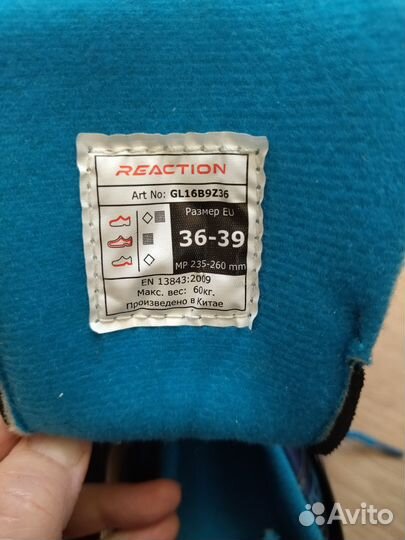 REACTION
Art No: GL16B9Z36
Размер EU
36-39
MP 235-260 mm
EN 13843:2009
Макс. вес: 60кг.
Произведено в Китае
Avito